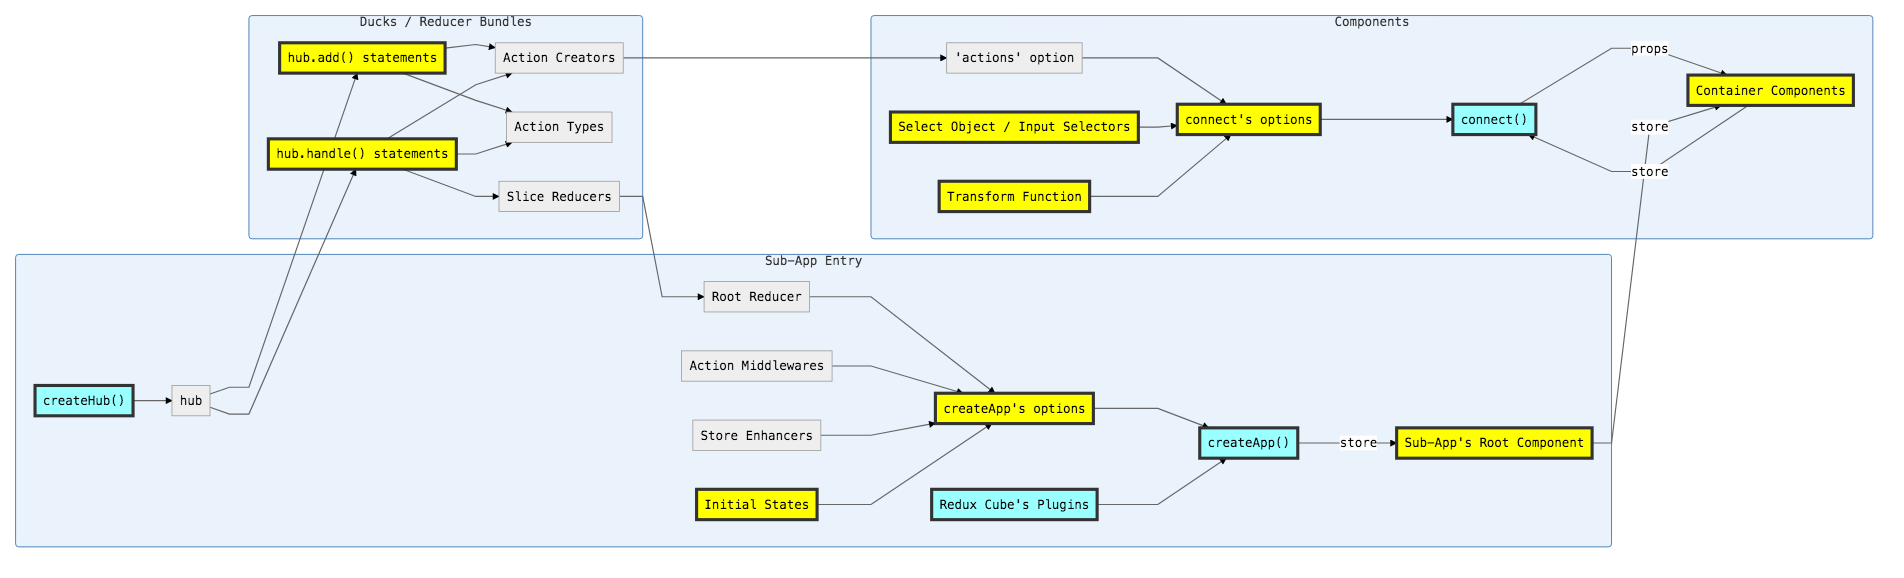 Ducks / Reducer Bundles
hub.add() statements
Action Creators
Action Types
hub.handle() statements
Slice Reducers
Components
'actions' option
props
Container Components
Select Object / Input Selectors
connect's options
connect()
store
store
Transform Function
Sub-App Entry
Root Reducer
Action Middlewares
createHub()
hub
createApp's options
Store Enhancers
createApp()
store
Sub-App's Root Component
Initial States
Redux Cube's Plugins